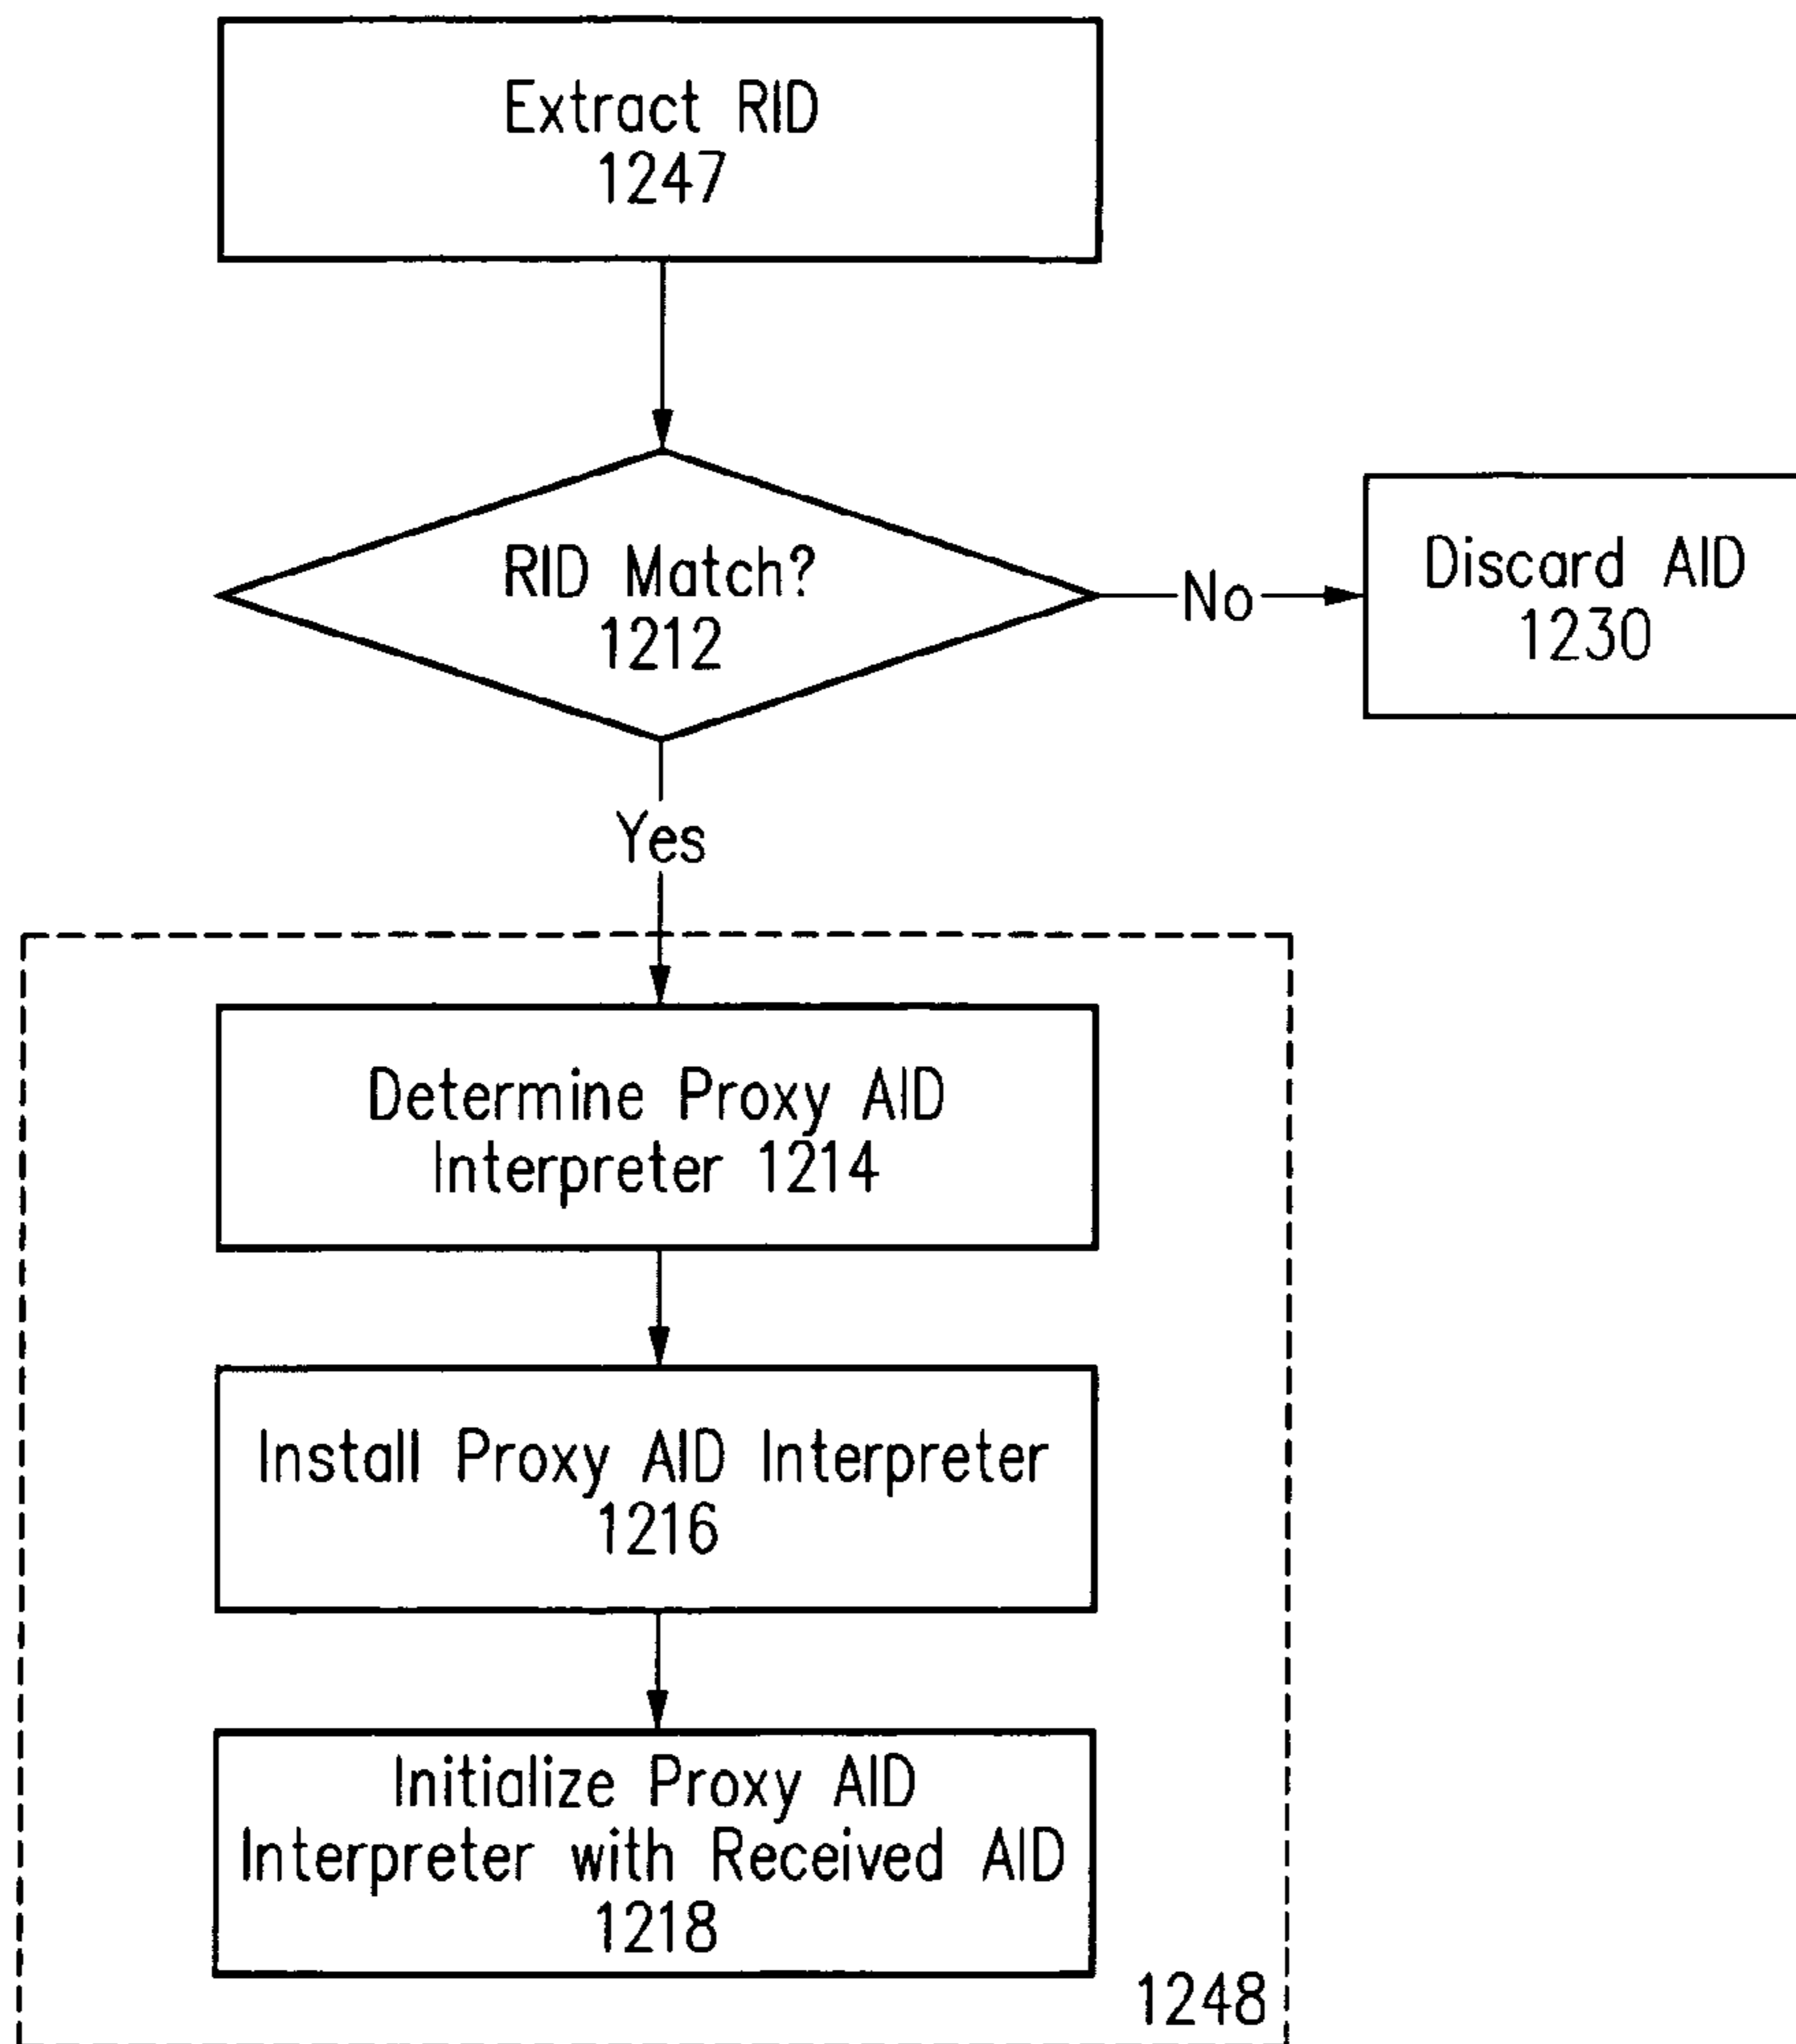 Extract RID
1247
RID Match?
1212
No
Discard AID
1230
Yes
Determine Proxy AID
Interpreter 1214
Install Proxy AID Interpreter
1216
Initialize Proxy AID
Interpreter with Received AID
1218
1248